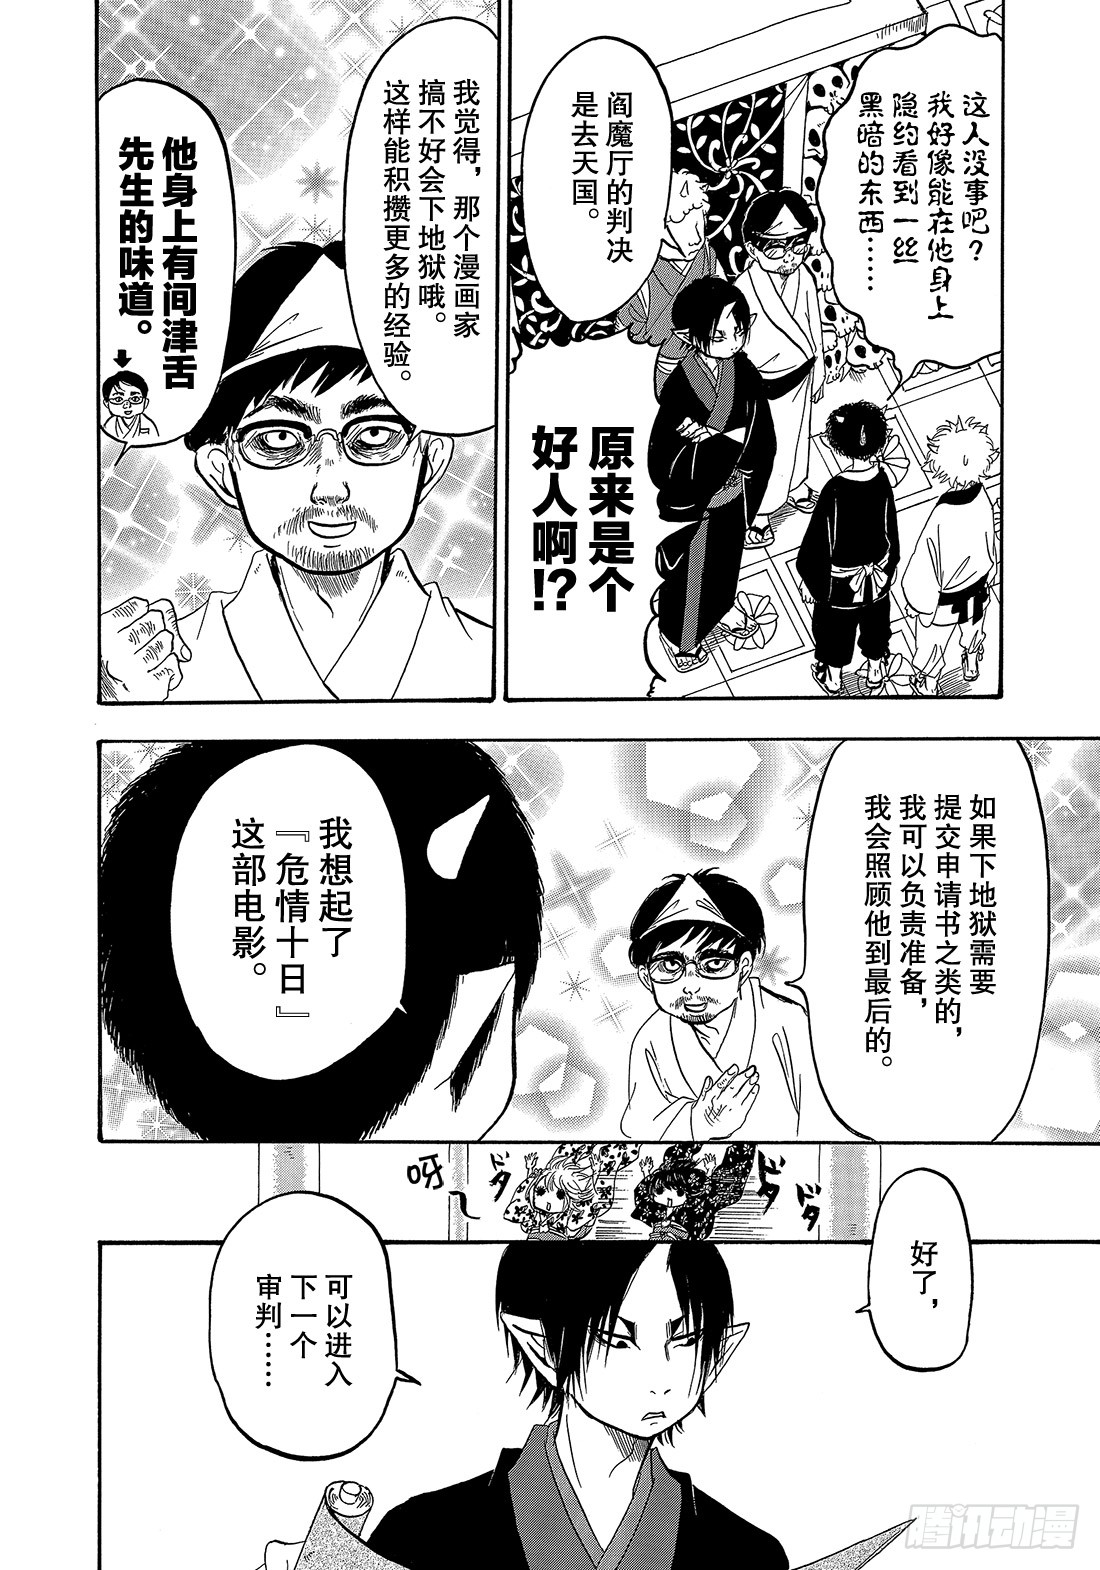 这人没事吧？
我好像能在他身上
隐约看到一丝
黑暗的东西……
阎魔厅的判决
是去天国。
原来是个
好人啊!?
我觉得，那个漫画家
搞不好会下地狱哦。
这样能积攒更多的经验。
他身上有间津舌
先生的味道。
如果下地狱需要
提交申请书之类的，
我可以负责准备，
我会照顾他到最后的。
我想起了
『危情十日』
这部电影。
ドタ
ドタ
ドタ
呀
好了，
可以进入
下一个
审判……
腾讯动漫